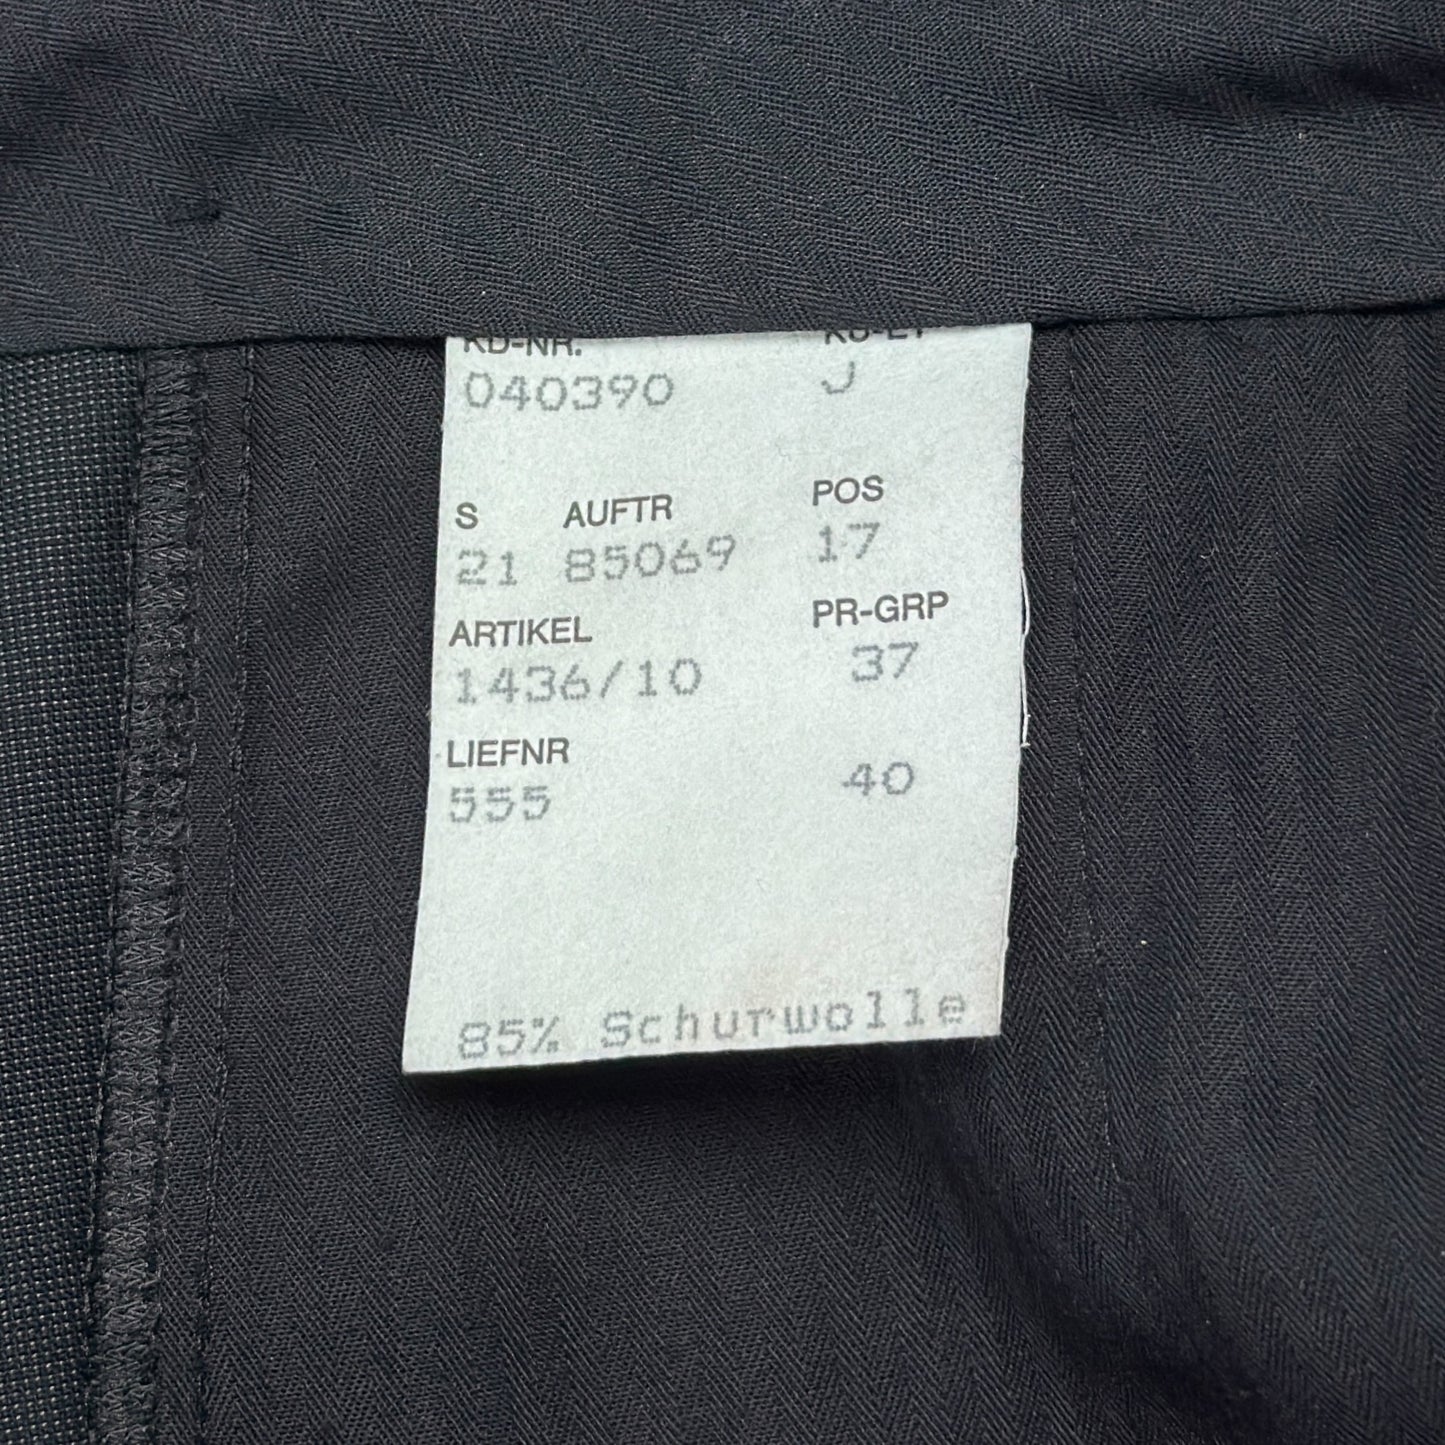 KD-NR.
040390 J
S AUFTR POS
21 85069 17
ARTIKEL PR-GRP
1436/10 37
LIEFNR
555 40
85% Schurwolle